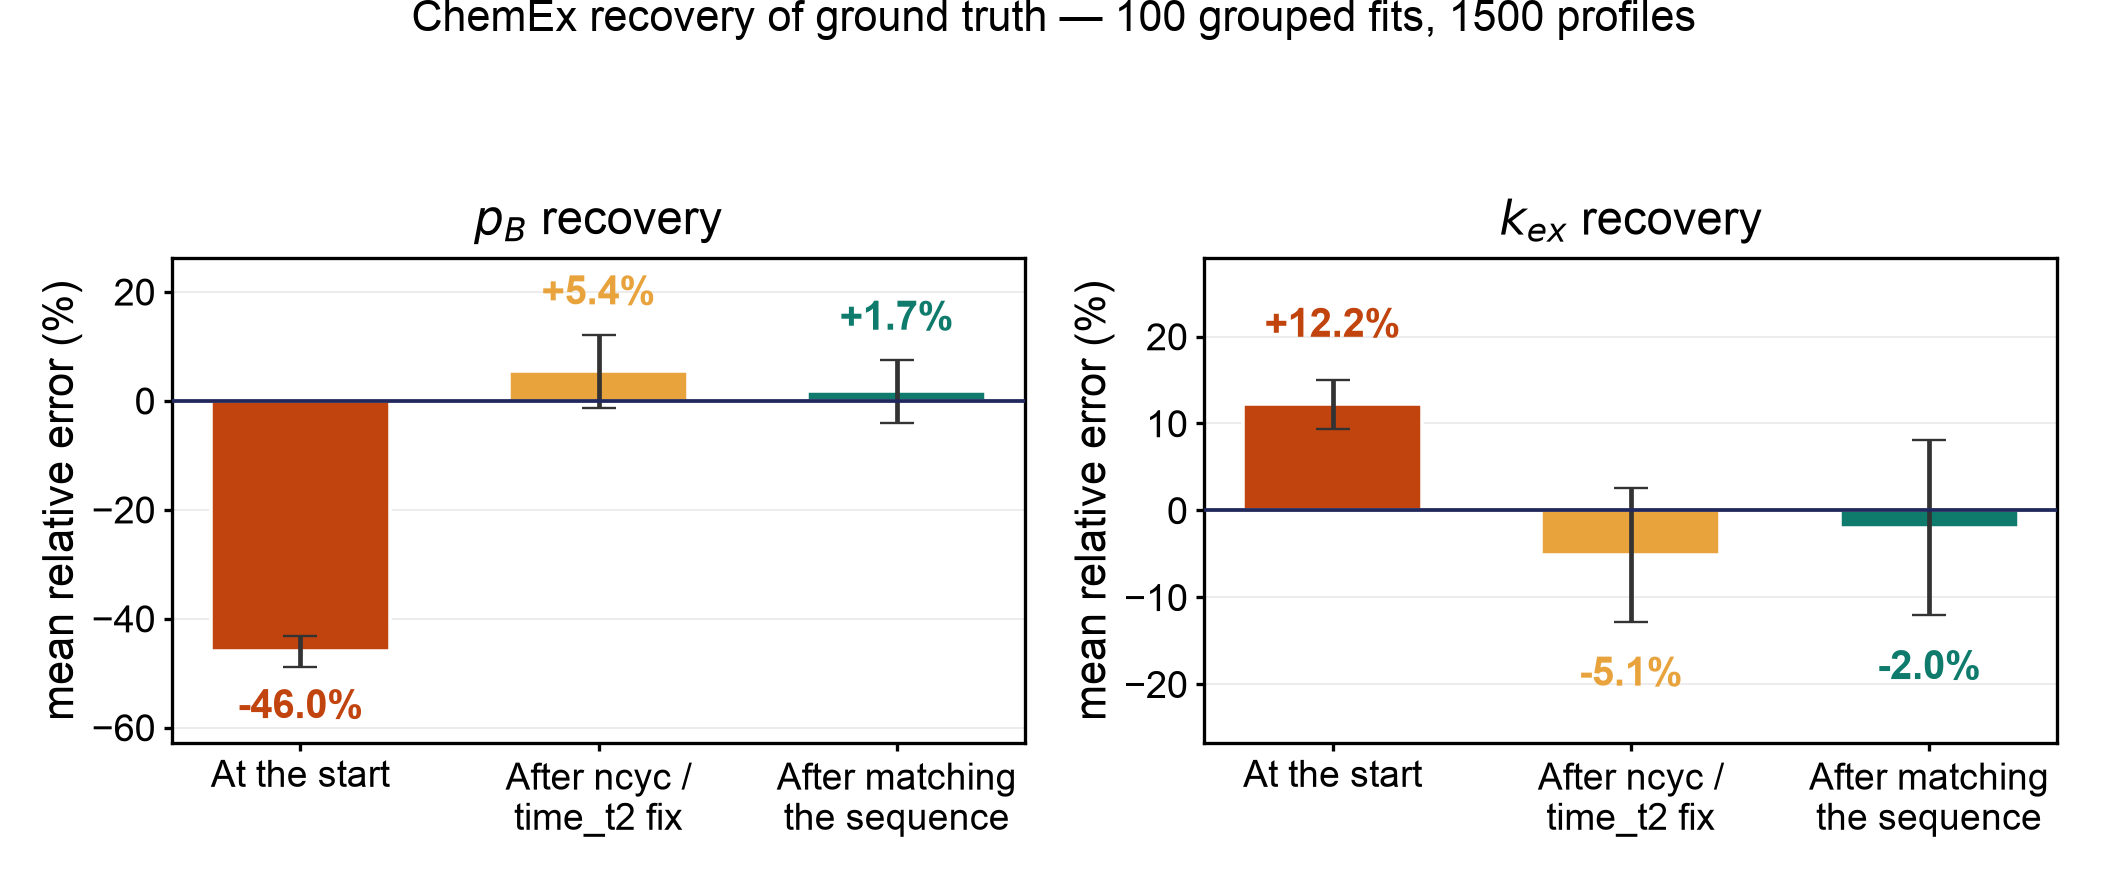 ChemEx recovery of ground truth — 100 grouped fits, 1500 profiles
p_B recovery
mean relative error (%)
20
0
−20
−40
−60
-46.0%
+5.4%
+1.7%
At the start
After ncyc /
time_t2 fix
After matching
the sequence
k_ex recovery
mean relative error (%)
20
10
0
−10
−20
+12.2%
-5.1%
-2.0%
At the start
After ncyc /
time_t2 fix
After matching
the sequence